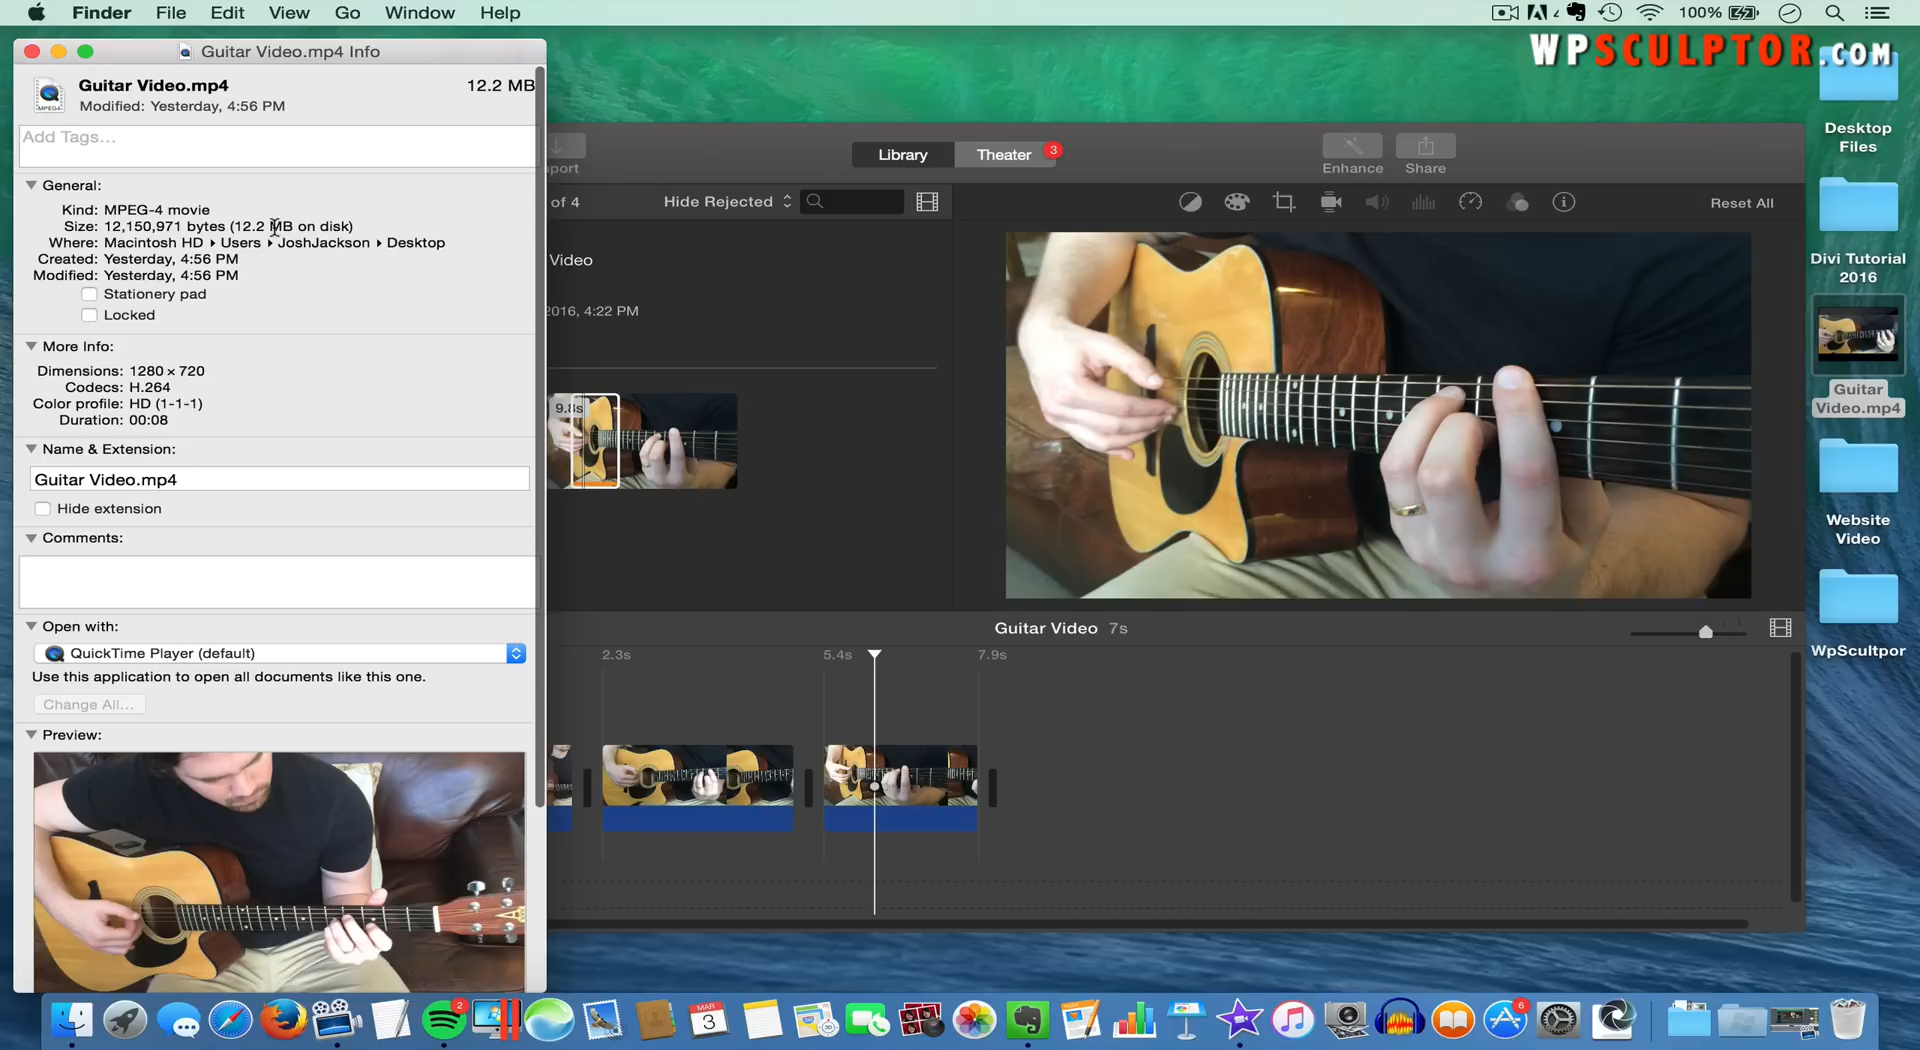 Finder File Edit View Go Window Help
100%
WPSCULPTOR.COM
Guitar Video.mp4 Info
Guitar Video.mp4 12.2 MB
Modified: Yesterday, 4:56 PM
Add Tags...
General:
Kind: MPEG-4 movie
Size: 12,150,971 bytes (12.2 MB on disk)
Where: Macintosh HD ▸ Users ▸ JoshJackson ▸ Desktop
Created: Yesterday, 4:56 PM
Modified: Yesterday, 4:56 PM
Stationery pad
Locked
More Info:
Dimensions: 1280 × 720
Codecs: H.264
Color profile: HD (1-1-1)
Duration: 00:08
Name & Extension:
Guitar Video.mp4
Hide extension
Comments:
Open with:
QuickTime Player (default)
Use this application to open all documents like this one.
Change All...
Preview:
port
Library Theater 3
Enhance Share
of 4 Hide Rejected
Reset All
Video
2016, 4:22 PM
9.8s
Guitar Video 7s
2.3s 5.4s 7.9s
Desktop
Files
Divi Tutorial
2016
Guitar
Video.mp4
Website
Video
WpScultpor
2
MAR
3
6